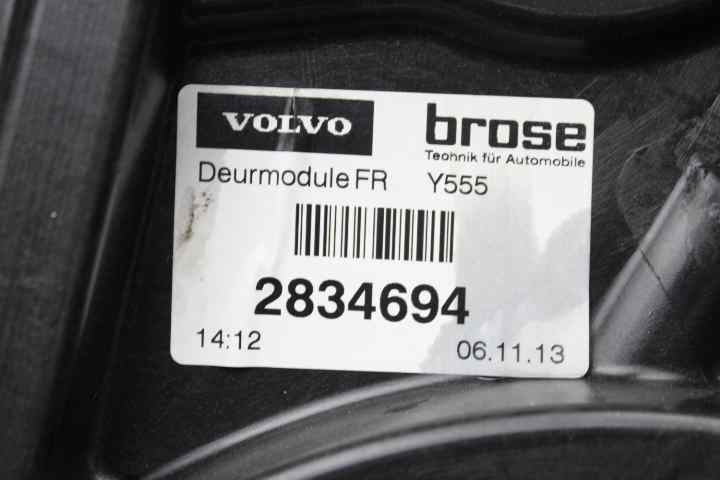 VOLVO
brose
Technik für Automobile
Deurmodule FR Y555
2834694
14:12 06.11.13